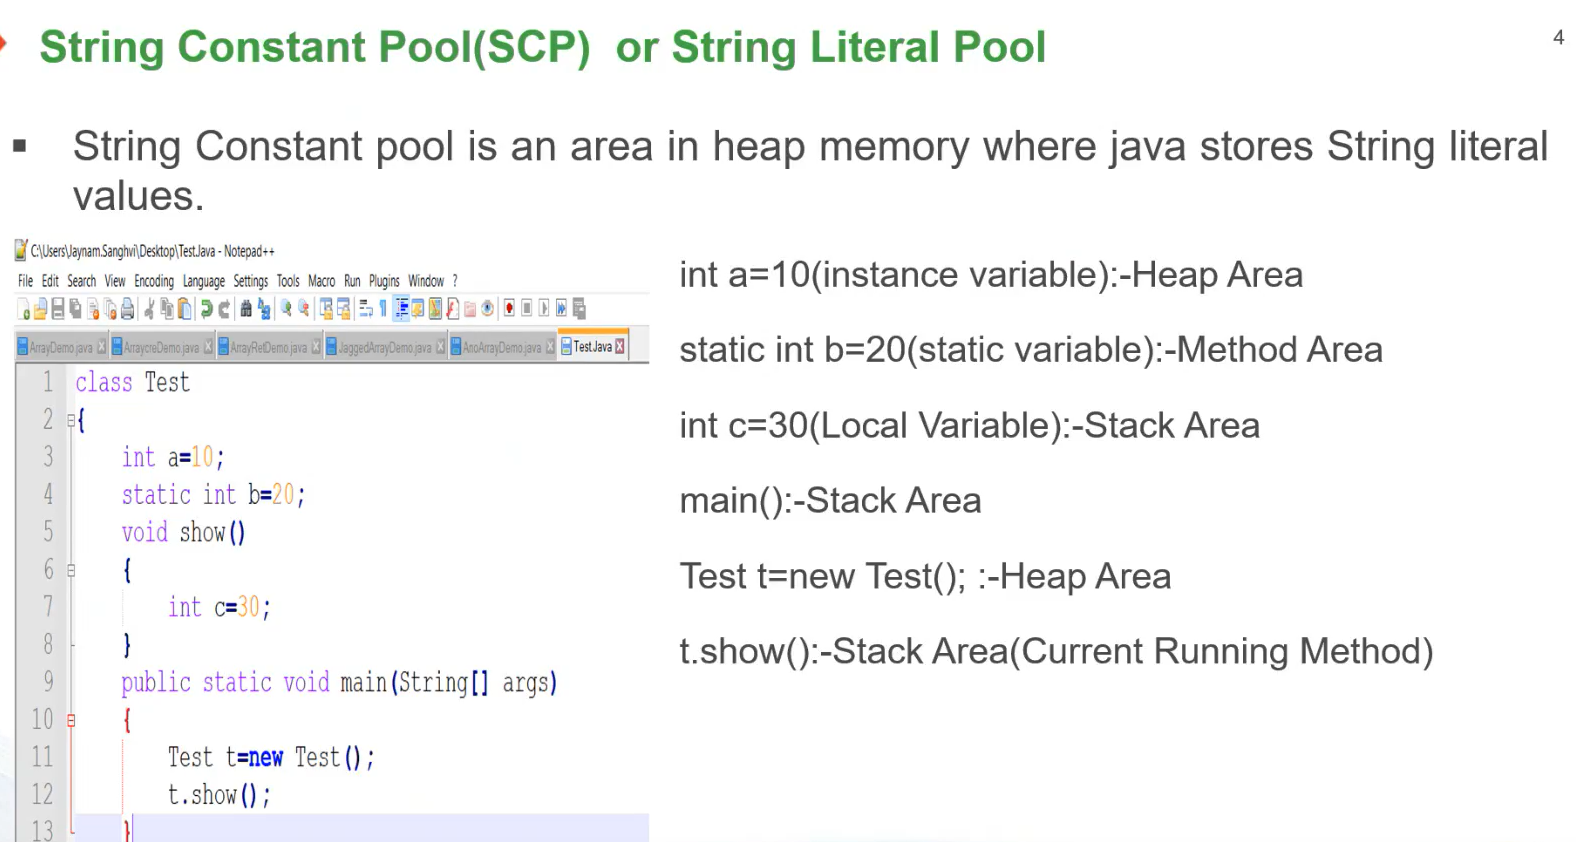 String Constant Pool(SCP)  or String Literal Pool
4
▪ String Constant pool is an area in heap memory where java stores String literal
values.
C:\Users\Jaynam.Sanghvi\Desktop\Test.Java - Notepad++
File Edit Search View Encoding Language Settings Tools Macro Run Plugins Window ?
ArrayDemo.java ArraycreDemo.java ArrayRetDemo.java JaggedArrayDemo.java AnoArrayDemo.java Test.Java
1 class Test
2 {
3 int a=10;
4 static int b=20;
5 void show()
6 {
7 int c=30;
8 }
9 public static void main(String[] args)
10 {
11 Test t=new Test();
12 t.show();
13 }
int a=10(instance variable):-Heap Area
static int b=20(static variable):-Method Area
int c=30(Local Variable):-Stack Area
main():-Stack Area
Test t=new Test(); :-Heap Area
t.show():-Stack Area(Current Running Method)